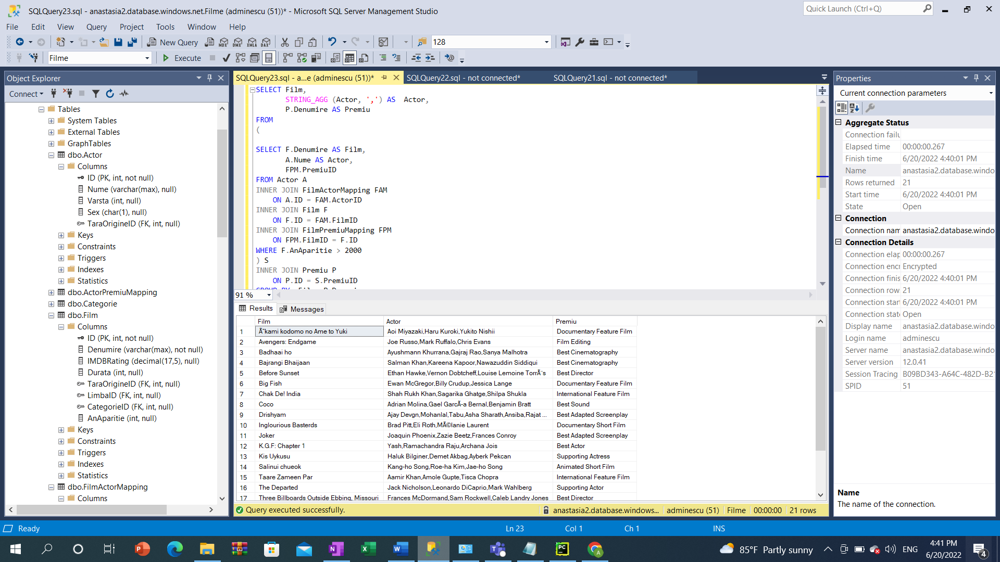 SQLQuery23.sql - anastasia2.database.windows.net.Filme (adminescu (51))* - Microsoft SQL Server Management Studio
Quick Launch (Ctrl+Q)
File Edit View Query Project Tools Window Help
New Query
MDX DMX XMLA DAX
128
Filme
Execute
Object Explorer
Connect
Tables
System Tables
External Tables
GraphTables
dbo.Actor
Columns
ID (PK, int, not null)
Nume (varchar(max), null)
Varsta (int, null)
Sex (char(1), null)
TaraOrigineID (FK, int, null)
Keys
Constraints
Triggers
Indexes
Statistics
dbo.ActorPremiuMapping
dbo.Categorie
dbo.Film
Columns
ID (PK, int, not null)
Denumire (varchar(max), not null)
IMDBRating (decimal(17,5), null)
Durata (int, null)
TaraOrigineID (FK, int, null)
LimbaID (FK, int, null)
CategorieID (FK, int, null)
AnAparitie (int, null)
Keys
Constraints
Triggers
Indexes
Statistics
dbo.FilmActorMapping
Columns
SQLQuery23.sql - a...e (adminescu (51))* SQLQuery22.sql - not connected* SQLQuery21.sql - not connected*
SELECT Film,
STRING_AGG (Actor, ',') AS Actor,
P.Denumire AS Premiu
FROM
(
SELECT F.Denumire AS Film,
A.Nume AS Actor,
FPM.PremiuID
FROM Actor A
INNER JOIN FilmActorMapping FAM
ON A.ID = FAM.ActorID
INNER JOIN Film F
ON F.ID = FAM.FilmID
INNER JOIN FilmPremiuMapping FPM
ON FPM.FilmID = F.ID
WHERE F.AnAparitie > 2000
) S
INNER JOIN Premiu P
ON P.ID = S.PremiuID
91 %
Results Messages
Film Actor Premiu
1 Ã˜kami kodomo no Ame to Yuki Aoi Miyazaki,Haru Kuroki,Yukito Nishii Documentary Feature Film
2 Avengers: Endgame Joe Russo,Mark Ruffalo,Chris Evans Film Editing
3 Badhaai ho Ayushmann Khurrana,Gajraj Rao,Sanya Malhotra Best Cinematography
4 Bajrangi Bhaijaan Salman Khan,Kareena Kapoor,Nawazuddin Siddiqui Best Cinematography
5 Before Sunset Ethan Hawke,Vernon Dobtcheff,Louise Lemoine TorrÃ¨s Best Director
6 Big Fish Ewan McGregor,Billy Crudup,Jessica Lange Documentary Feature Film
7 Chak De! India Shah Rukh Khan,Sagarika Ghatge,Shilpa Shukla International Feature Film
8 Coco Adrian Molina,Gael GarcÃ-a Bernal,Benjamin Bratt Best Sound
9 Drishyam Ajay Devgn,Mohanlal,Tabu,Asha Sharath,Ansiba,Rajat ... Best Adapted Screenplay
10 Inglourious Basterds Brad Pitt,Eli Roth,MÃ©lanie Laurent Documentary Short Film
11 Joker Joaquin Phoenix,Zazie Beetz,Frances Conroy Best Adapted Screenplay
12 K.G.F: Chapter 1 Yash,Ramachandra Raju,Archana Jois Best Actor
13 Kis Uykusu Haluk Bilginer,Demet Akbag,Ayberk Pekcan Supporting Actress
14 Salinui chueok Kang-ho Song,Roe-ha Kim,Jae-ho Song Animated Short Film
15 Taare Zameen Par Aamir Khan,Amole Gupte,Tisca Chopra International Feature Film
16 The Departed Jack Nicholson,Leonardo DiCaprio,Mark Wahlberg Supporting Actor
17 Three Billboards Outside Ebbing, Missouri Frances McDormand,Sam Rockwell,Caleb Landry Jones Best Director
Query executed successfully. anastasia2.database.windows... adminescu (51) Filme 00:00:00 21 rows
Properties
Current connection parameters
Aggregate Status
Connection failu
Elapsed time 00:00:00.267
Finish time 6/20/2022 4:40:01 PM
Name anastasia2.database.windo
Rows returned 21
Start time 6/20/2022 4:40:01 PM
State Open
Connection
Connection nam anastasia2.database.windo
Connection Details
Connection elap 00:00:00.267
Connection encr Encrypted
Connection finis 6/20/2022 4:40:01 PM
Connection row 21
Connection start 6/20/2022 4:40:01 PM
Connection state Open
Display name anastasia2.database.windo
Login name adminescu
Server name anastasia2.database.windo
Server version 12.0.41
Session Tracing B09BD343-A64C-482D-B21
SPID 51
Name
The name of the connection.
Ready Ln 23 Col 1 Ch 1 INS
85°F Partly sunny ENG
4:41 PM
6/20/2022
4